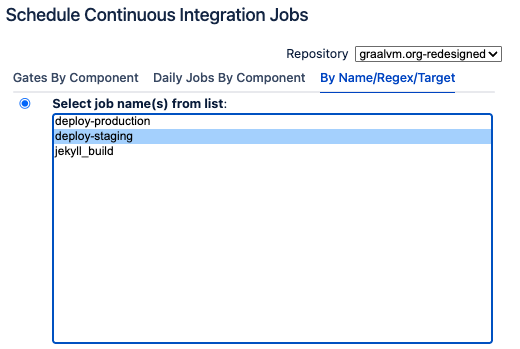 Schedule Continuous Integration Jobs
Repository graalvm.org-redesigned
Gates By Component Daily Jobs By Component By Name/Regex/Target
Select job name(s) from list:
deploy-production
deploy-staging
jekyll_build